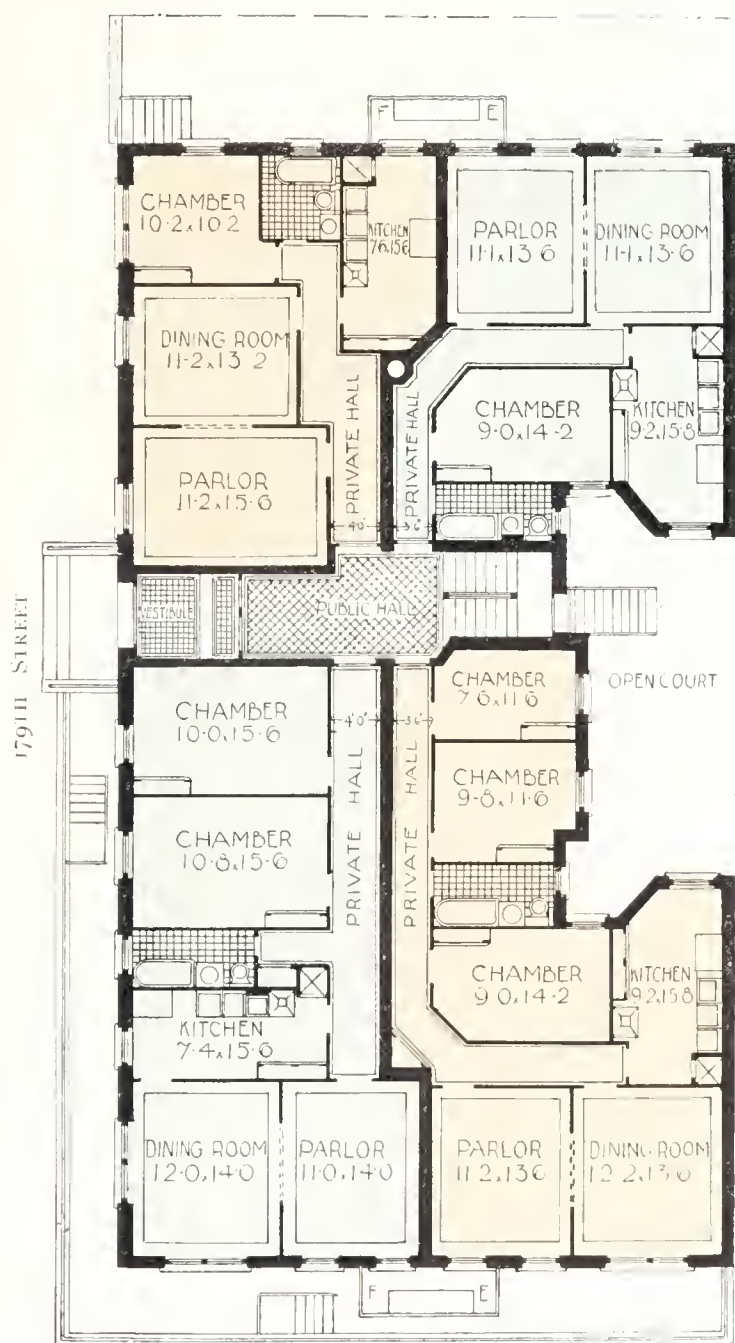 F E
CHAMBER
10·2 x 10 2
KITCHEN
7 6 x 15 6
PARLOR
11·1 x 13 6
DINING ROOM
11·1 x 13·6
DINING ROOM
11·2 x 13 2
PRIVATE HALL
PRIVATE HALL
CHAMBER
9·0 x 14·2
KITCHEN
9·2 x 15·8
PARLOR
11·2 x 15·6
4'0" 3'6"
179TH STREET
VESTIBULE
PUBLIC HALL
CHAMBER
7·6 x 11·6
OPEN COURT
CHAMBER
10·0 x 15·6
4'0" 3'6"
PRIVATE HALL
PRIVATE HALL
CHAMBER
9·8 x 11·6
CHAMBER
10·8 x 15·6
CHAMBER
9 0 x 14·2
KITCHEN
9 2 x 15 8
KITCHEN
7·4 x 15·6
DINING ROOM
12·0 x 14·0
PARLOR
11·0 x 14·0
PARLOR
11·2 x 13 6
DINING ROOM
12·2 x 13·6
F E